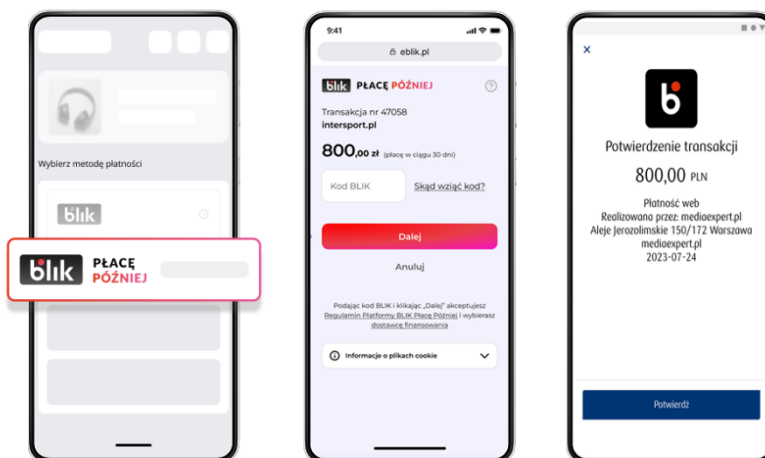 Wybierz metodę płatności
blik
blik PŁACĘ
PÓŹNIEJ
9:41
eblik.pl
blik PŁACĘ PÓŹNIEJ
Transakcja nr 47058
intersport.pl
800,00 zł (płacę w ciągu 30 dni)
Kod BLIK Skąd wziąć kod?
Dalej
Anuluj
Podając kod BLIK i klikając „Dalej” akceptujesz
Regulamin Platformy BLIK Płacę Później i wybierasz
dostawcę finansowania
Informacje o plikach cookie
b
Potwierdzenie transakcji
800,00 PLN
Płatność web
Realizowana przez: mediaexpert.pl
Aleje Jerozolimskie 150/172 Warszawa
mediaexpert.pl
2023-07-24
Potwierdź